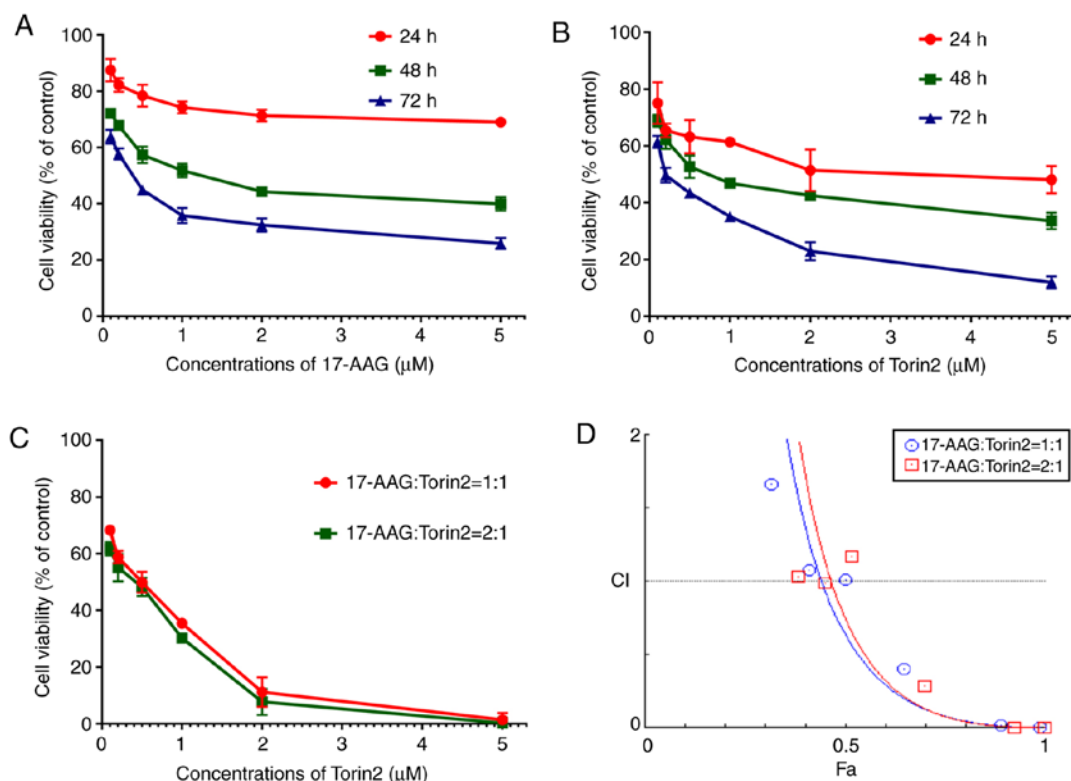 A
100
80
60
40
20
0
Cell viability (% of control)
24 h
48 h
72 h
0 1 2 3 4 5
Concentrations of 17-AAG (μM)
B
100
80
60
40
20
0
Cell viability (% of control)
24 h
48 h
72 h
0 1 2 3 4 5
Concentrations of Torin2 (μM)
C
100
80
60
40
20
0
Cell viability (% of control)
17-AAG:Torin2=1:1
17-AAG:Torin2=2:1
0 1 2 3 4 5
Concentrations of Torin2 (μM)
D
2
CI
0
17-AAG:Torin2=1:1
17-AAG:Torin2=2:1
0 0.5 1
Fa